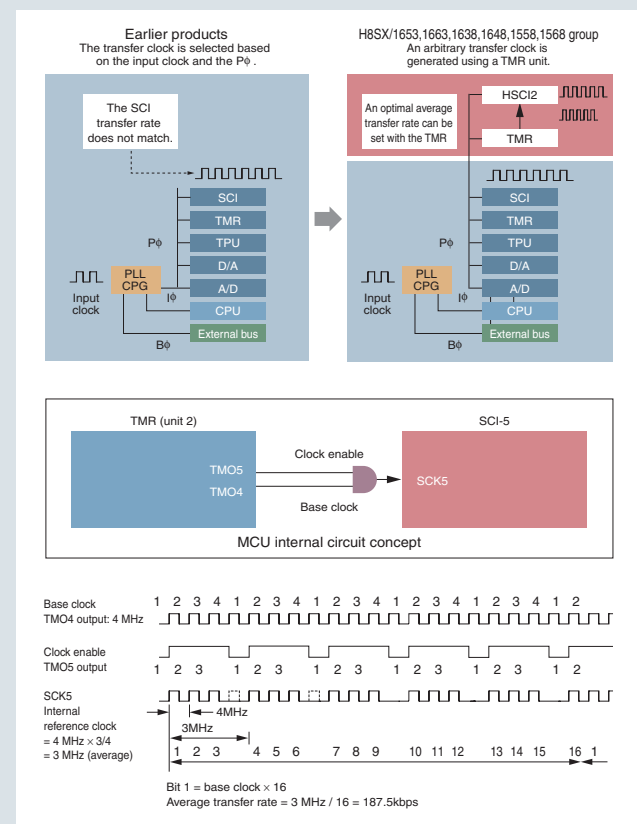 Earlier products
The transfer clock is selected based
on the input clock and the Pϕ .
The SCI
transfer rate
does not match.
SCI
TMR
TPU
D/A
A/D
CPU
External bus
Pϕ
PLL
CPG
Iϕ
Input
clock
Bϕ
H8SX/1653,1663,1638,1648,1558,1568 group
An arbitrary transfer clock is
generated using a TMR unit.
An optimal average
transfer rate can be
set with the TMR
HSCI2
TMR
SCI
TMR
TPU
D/A
A/D
CPU
External bus
Pϕ
PLL
CPG
Iϕ
Input
clock
Bϕ
TMR (unit 2)
SCI-5
Clock enable
TMO5
TMO4
SCK5
Base clock
MCU internal circuit concept
Base clock
TMO4 output: 4 MHz
1 2 3 4 1 2 3 4 1 2 3 4 1 2 3 4 1 2 3 4 1 2
Clock enable
TMO5 output
1 2 3 1 2 3 1 2 3 1 2 3 1 2 3 1 2
SCK5
Internal
reference clock
= 4 MHz × 3/4
= 3 MHz (average)
4MHz
3MHz
1 2 3 4 5 6 7 8 9 10 11 12 13 14 15 16 1
Bit 1 = base clock × 16
Average transfer rate = 3 MHz / 16 = 187.5kbps